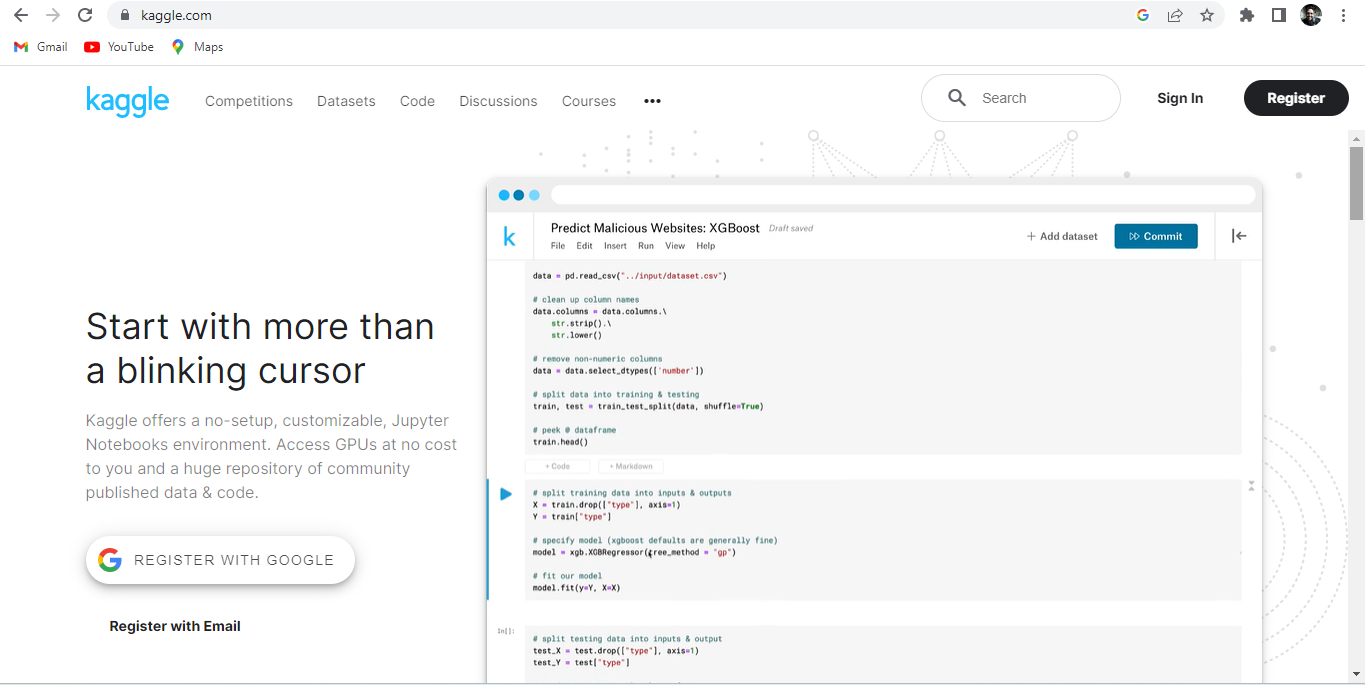 kaggle.com
Gmail YouTube Maps
kaggle Competitions Datasets Code Discussions Courses ••• Search Sign In Register
Start with more than
a blinking cursor
Kaggle offers a no-setup, customizable, Jupyter
Notebooks environment. Access GPUs at no cost
to you and a huge repository of community
published data & code.
REGISTER WITH GOOGLE
Register with Email
k
Predict Malicious Websites: XGBoost Draft saved
File Edit Insert Run View Help
+ Add dataset Commit
data = pd.read_csv("../input/dataset.csv")
# clean up column names
data.columns = data.columns.\
str.strip().\
str.lower()
# remove non-numeric columns
data = data.select_dtypes(['number'])
# split data into training & testing
train, test = train_test_split(data, shuffle=True)
# peek @ dataframe
train.head()
+ Code + Markdown
# split training data into inputs & outputs
X = train.drop(["type"], axis=1)
Y = train["type"]
# specify model (xgboost defaults are generally fine)
model = xgb.XGBRegressor(tree_method = "gp")
# fit our model
model.fit(y=Y, X=X)
In[]:
# split testing data into inputs & output
test_X = test.drop(["type"], axis=1)
test_Y = test["type"]